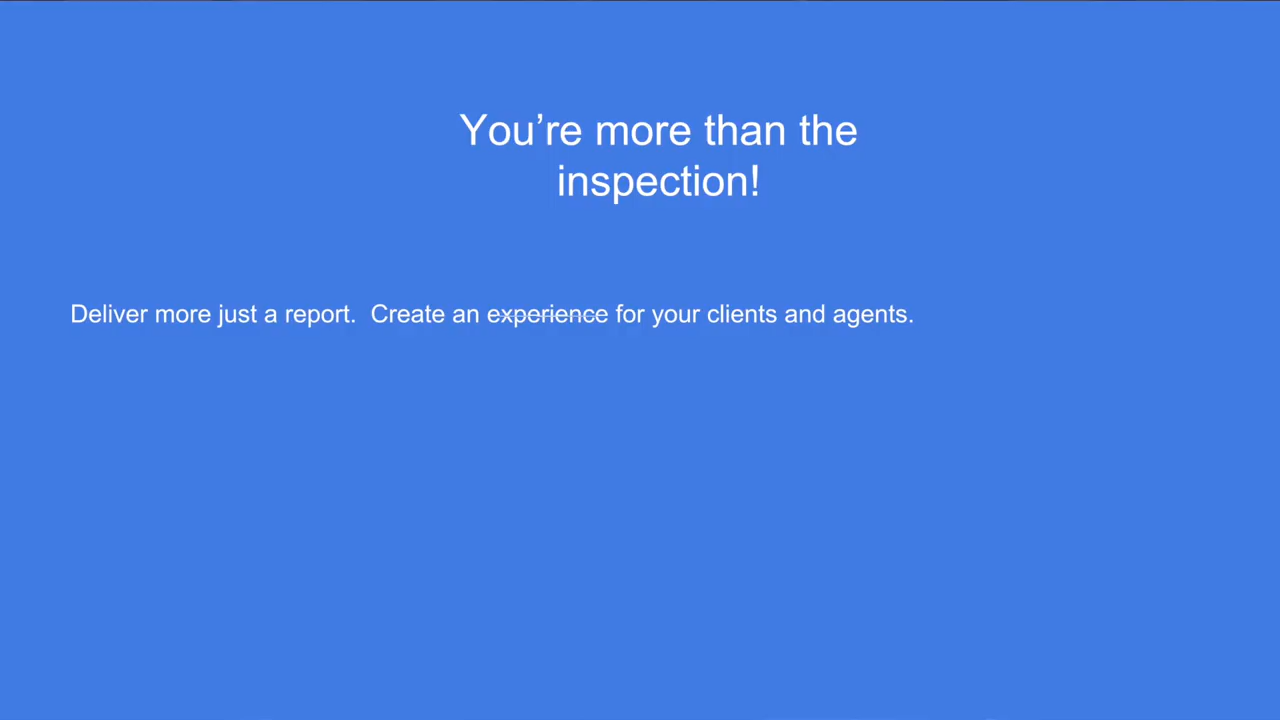 You’re more than the
inspection!
Deliver more just a report.  Create an experience for your clients and agents.